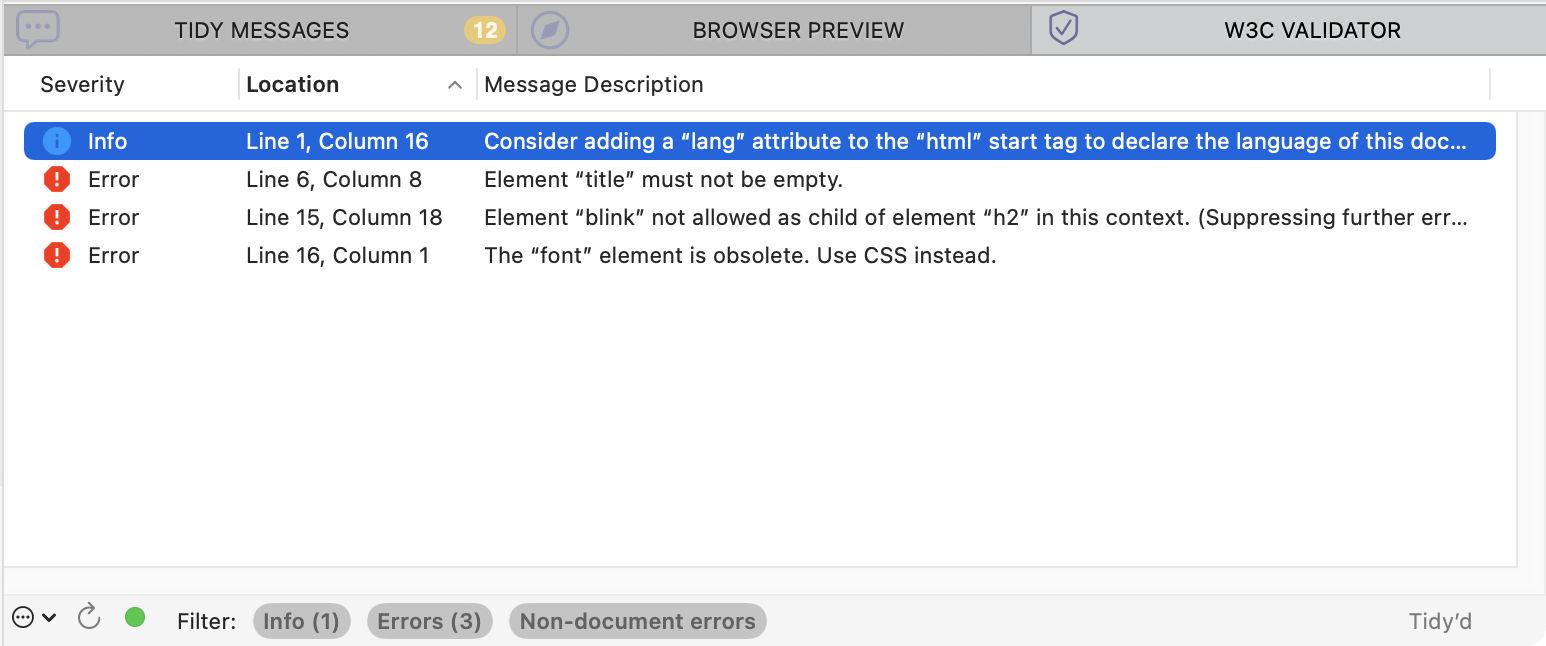 TIDY MESSAGES 12 BROWSER PREVIEW W3C VALIDATOR
Severity Location Message Description
Info Line 1, Column 16 Consider adding a “lang” attribute to the “html” start tag to declare the language of this doc...
Error Line 6, Column 8 Element “title” must not be empty.
Error Line 15, Column 18 Element “blink” not allowed as child of element “h2” in this context. (Suppressing further err...
Error Line 16, Column 1 The “font” element is obsolete. Use CSS instead.
Filter: Info (1) Errors (3) Non-document errors Tidy’d